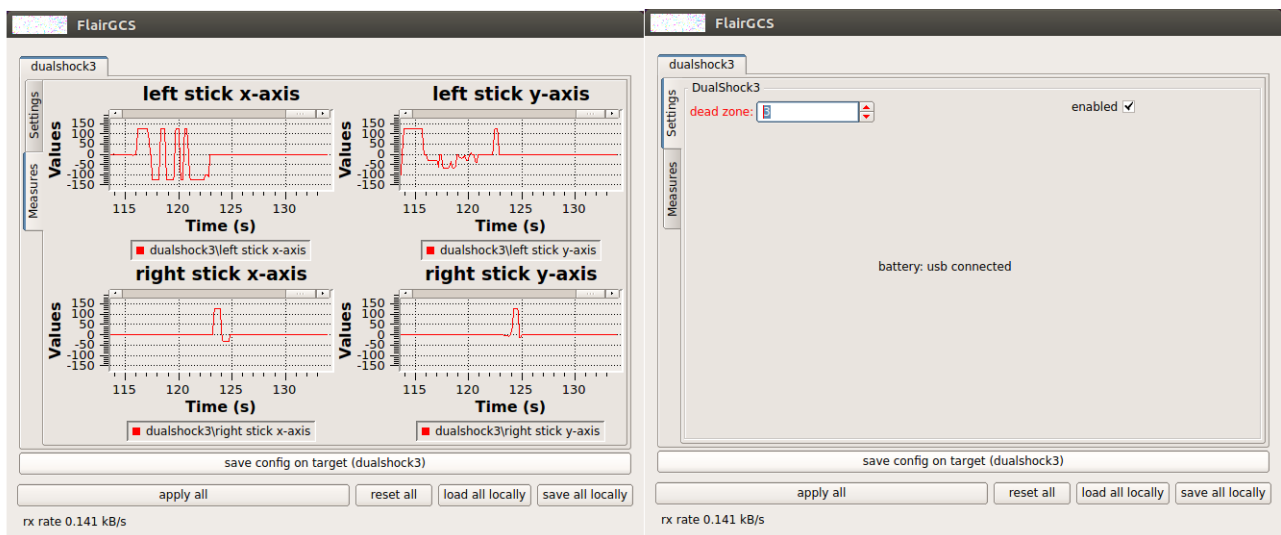 FlairGCS
dualshock3
Settings
Measures
left stick x-axis
Values
150
100
50
0
-50
-100
-150
115 120 125 130
Time (s)
dualshock3\left stick x-axis
left stick y-axis
Values
150
100
50
0
-50
-100
-150
115 120 125 130
Time (s)
dualshock3\left stick y-axis
right stick x-axis
Values
150
100
50
0
-50
-100
-150
115 120 125 130
Time (s)
dualshock3\right stick x-axis
right stick y-axis
Values
150
100
50
0
-50
-100
-150
115 120 125 130
Time (s)
dualshock3\right stick y-axis
save config on target (dualshock3)
apply all reset all load all locally save all locally
rx rate 0.141 kB/s
FlairGCS
dualshock3
Settings
Measures
DualShock3
dead zone: enabled
battery: usb connected
save config on target (dualshock3)
apply all reset all load all locally save all locally
rx rate 0.141 kB/s